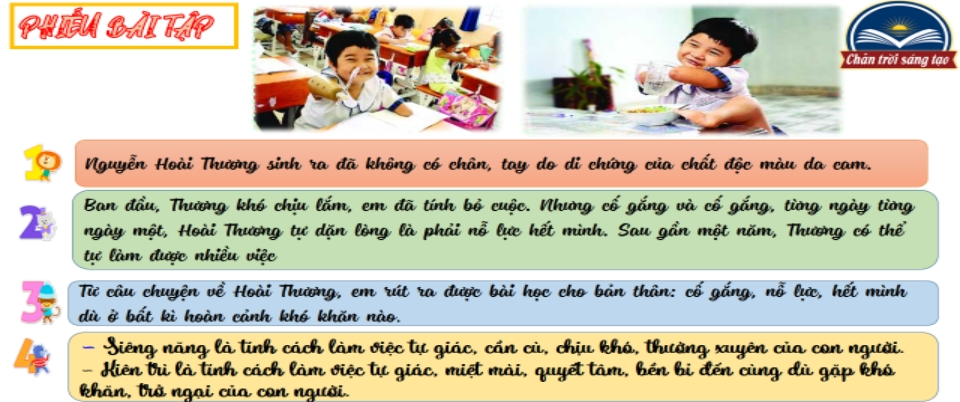 PHIẾU BÀI TẬP
Chân trời sáng tạo
1
Nguyễn Hoài Thương sinh ra đã không có chân, tay do di chứng của chất độc màu da cam.
2
Ban đầu, Thương khó chịu lắm, em đã tính bỏ cuộc. Nhưng cố gắng và cố gắng, từng ngày từng
ngày một, Hoài Thương tự dặn lòng là phải nỗ lực hết mình. Sau gần một năm, Thương có thể
tự làm được nhiều việc
3
Từ câu chuyện về Hoài Thương, em rút ra được bài học cho bản thân: cố gắng, nỗ lực, hết mình
dù ở bất kì hoàn cảnh khó khăn nào.
4
– Siêng năng là tính cách làm việc tự giác, cần cù, chịu khó, thường xuyên của con người.
– Kiên trì là tính cách làm việc tự giác, miệt mài, quyết tâm, bền bỉ đến cùng dù gặp khó
khăn, trở ngại của con người.